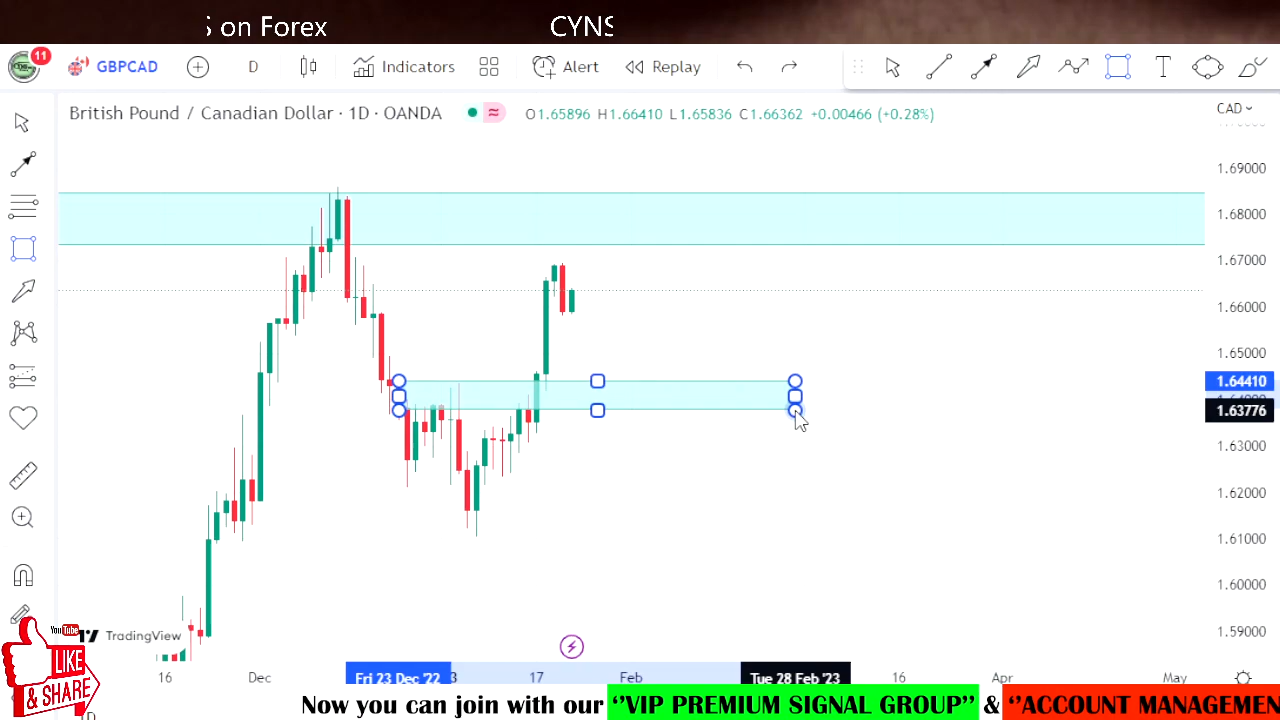 S on Forex
CYNS
11
GBPCAD
D
Indicators
Alert
Replay
British Pound / Canadian Dollar · 1D · OANDA
O1.65896 H1.66410 L1.65836 C1.66362 +0.00466 (+0.28%)
CAD
1.69000
1.68000
1.67000
1.66000
1.65000
1.64410
1.63776
1.63000
1.62000
1.61000
1.60000
1.59000
TradingView
YouTube
LIKE
& SHARE
16
Dec
Fri 23 Dec '22
3
17
Feb
Tue 28 Feb '23
16
Apr
May
Now you can join with our ‘’VIP PREMIUM SIGNAL GROUP’’ & ‘’ACCOUNT MANAGEMEN